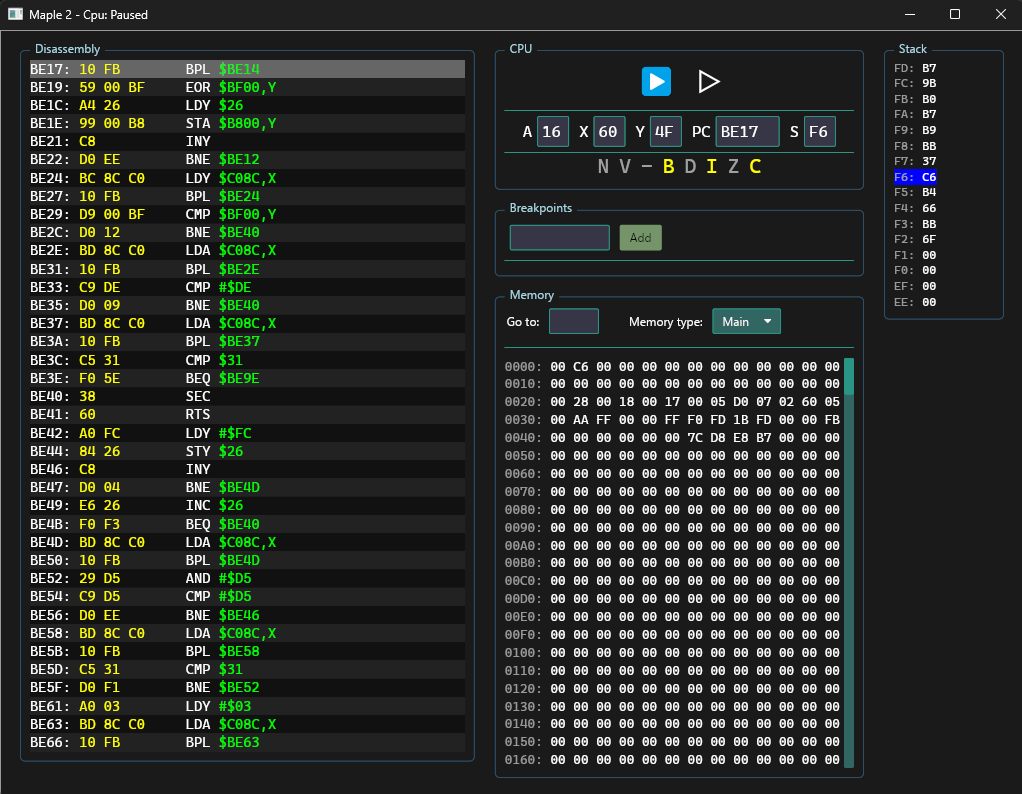 Maple 2 - Cpu: Paused
Disassembly
BE17: 10 FB BPL $BE14
BE19: 59 00 BF EOR $BF00,Y
BE1C: A4 26 LDY $26
BE1E: 99 00 B8 STA $B800,Y
BE21: C8 INY
BE22: D0 EE BNE $BE12
BE24: BC 8C C0 LDY $C08C,X
BE27: 10 FB BPL $BE24
BE29: D9 00 BF CMP $BF00,Y
BE2C: D0 12 BNE $BE40
BE2E: BD 8C C0 LDA $C08C,X
BE31: 10 FB BPL $BE2E
BE33: C9 DE CMP #$DE
BE35: D0 09 BNE $BE40
BE37: BD 8C C0 LDA $C08C,X
BE3A: 10 FB BPL $BE37
BE3C: C5 31 CMP $31
BE3E: F0 5E BEQ $BE9E
BE40: 38 SEC
BE41: 60 RTS
BE42: A0 FC LDY #$FC
BE44: 84 26 STY $26
BE46: C8 INY
BE47: D0 04 BNE $BE4D
BE49: E6 26 INC $26
BE4B: F0 F3 BEQ $BE40
BE4D: BD 8C C0 LDA $C08C,X
BE50: 10 FB BPL $BE4D
BE52: 29 D5 AND #$D5
BE54: C9 D5 CMP #$D5
BE56: D0 EE BNE $BE46
BE58: BD 8C C0 LDA $C08C,X
BE5B: 10 FB BPL $BE58
BE5D: C5 31 CMP $31
BE5F: D0 F1 BNE $BE52
BE61: A0 03 LDY #$03
BE63: BD 8C C0 LDA $C08C,X
BE66: 10 FB BPL $BE63
CPU
A 16 X 60 Y 4F PC BE17 S F6
N V - B D I Z C
Breakpoints
Add
Memory
Go to: Memory type: Main
0000: 00 C6 00 00 00 00 00 00 00 00 00 00 00
0010: 00 00 00 00 00 00 00 00 00 00 00 00 00
0020: 00 28 00 18 00 17 00 05 D0 07 02 60 05
0030: 00 AA FF 00 00 FF F0 FD 1B FD 00 00 FB
0040: 00 00 00 00 00 00 7C D8 E8 B7 00 00 00
0050: 00 00 00 00 00 00 00 00 00 00 00 00 00
0060: 00 00 00 00 00 00 00 00 00 00 00 00 00
0070: 00 00 00 00 00 00 00 00 00 00 00 00 00
0080: 00 00 00 00 00 00 00 00 00 00 00 00 00
0090: 00 00 00 00 00 00 00 00 00 00 00 00 00
00A0: 00 00 00 00 00 00 00 00 00 00 00 00 00
00B0: 00 00 00 00 00 00 00 00 00 00 00 00 00
00C0: 00 00 00 00 00 00 00 00 00 00 00 00 00
00D0: 00 00 00 00 00 00 00 00 00 00 00 00 00
00E0: 00 00 00 00 00 00 00 00 00 00 00 00 00
00F0: 00 00 00 00 00 00 00 00 00 00 00 00 00
0100: 00 00 00 00 00 00 00 00 00 00 00 00 00
0110: 00 00 00 00 00 00 00 00 00 00 00 00 00
0120: 00 00 00 00 00 00 00 00 00 00 00 00 00
0130: 00 00 00 00 00 00 00 00 00 00 00 00 00
0140: 00 00 00 00 00 00 00 00 00 00 00 00 00
0150: 00 00 00 00 00 00 00 00 00 00 00 00 00
0160: 00 00 00 00 00 00 00 00 00 00 00 00 00
Stack
FD: B7
FC: 9B
FB: B0
FA: B7
F9: B9
F8: BB
F7: 37
F6: C6
F5: B4
F4: 66
F3: BB
F2: 6F
F1: 00
F0: 00
EF: 00
EE: 00